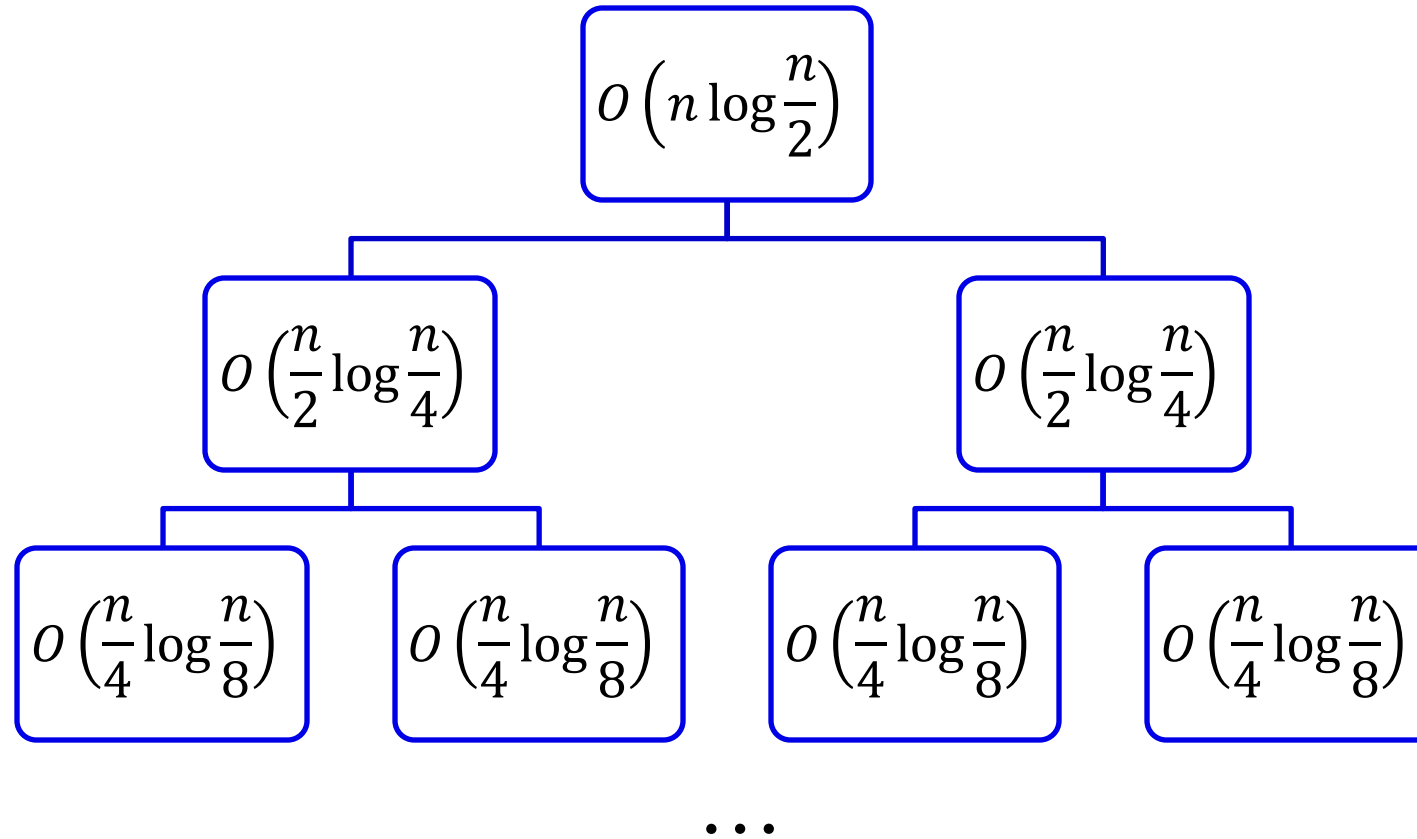 O(n log n/2)
O(n/2 log n/4) O(n/2 log n/4)
O(n/4 log n/8) O(n/4 log n/8) O(n/4 log n/8) O(n/4 log n/8)
...